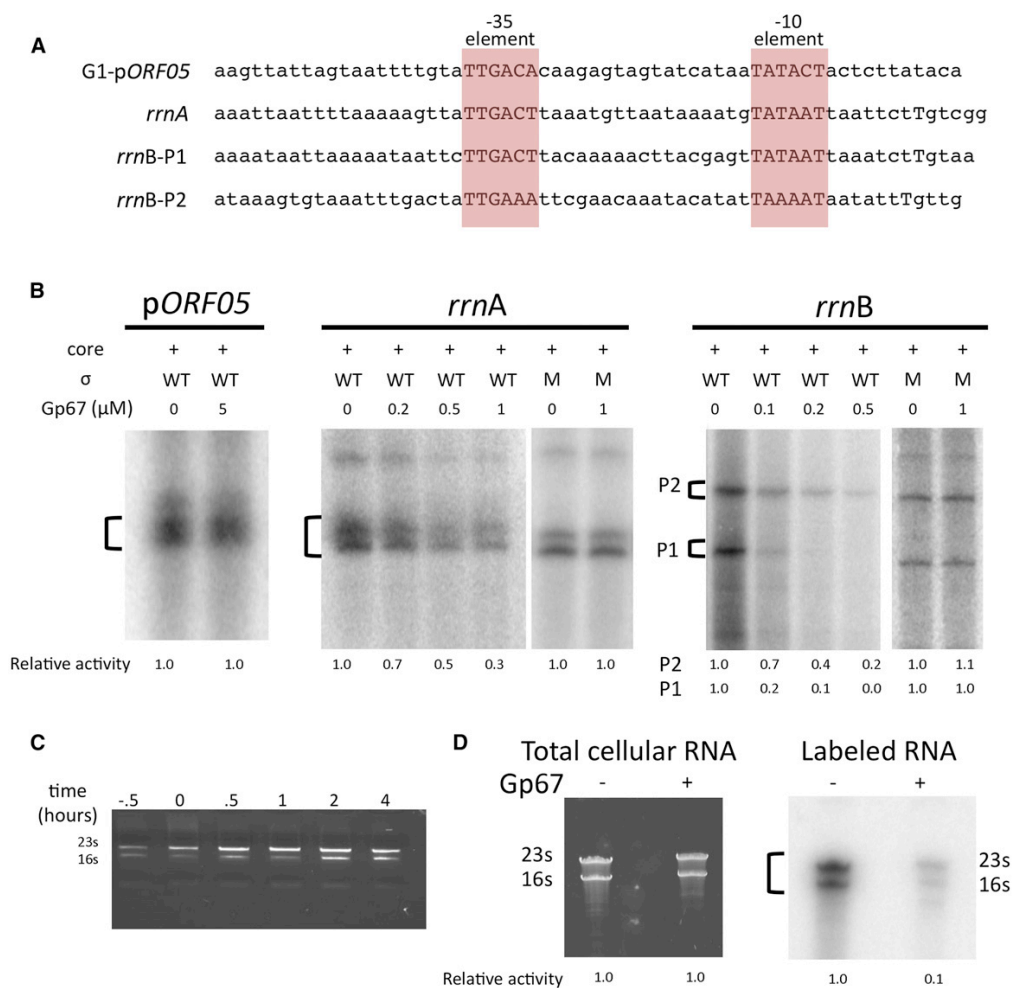 A
-35
element
-10
element
G1-pORF05 aagttattagtaattttgtaTTGACAcaagagtagtatcataaTATACTactcttataca
rrnA aaattaattttaaaaagttaTTGACTtaaatgttaataaaatgTATAATtaattctTgtcgg
rrnB-P1 aaaataattaaaaataattcTTGACTtacaaaaacttacgagtTATAATtaaatctTgtaa
rrnB-P2 ataaagtgtaaatttgactaTTGAAAttcgaacaaatacatatTAAAATaatattTgttg
B
pORF05
core + +
σ WT WT
Gp67 (μM) 0 5
Relative activity 1.0 1.0
rrnA
+ + + + + +
WT WT WT WT M M
0 0.2 0.5 1 0 1
1.0 0.7 0.5 0.3 1.0 1.0
rrnB
+ + + + + +
WT WT WT WT M M
0 0.1 0.2 0.5 0 1
P2
P1
P2 1.0 0.7 0.4 0.2 1.0 1.1
P1 1.0 0.2 0.1 0.0 1.0 1.0
C
time
(hours)
-.5 0 .5 1 2 4
23s
16s
D
Total cellular RNA
Gp67 - +
23s
16s
Relative activity 1.0 1.0
Labeled RNA
- +
23s
16s
1.0 0.1